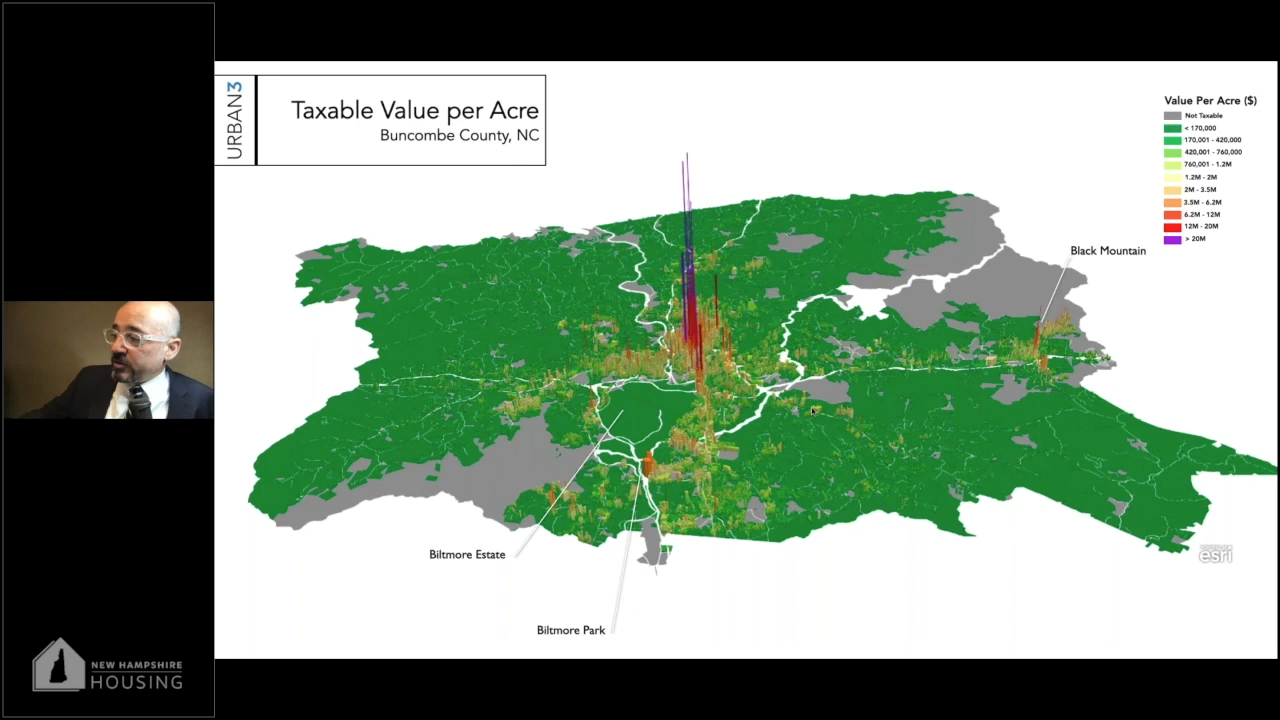 URBAN3
Taxable Value per Acre
Buncombe County, NC
Value Per Acre ($)
Not Taxable
< 170,000
170,001 - 420,000
420,001 - 760,000
760,001 - 1.2M
1.2M - 2M
2M - 3.5M
3.5M - 6.2M
6.2M - 12M
12M - 20M
> 20M
Black Mountain
Biltmore Estate
esri
Biltmore Park
NEW HAMPSHIRE
HOUSING